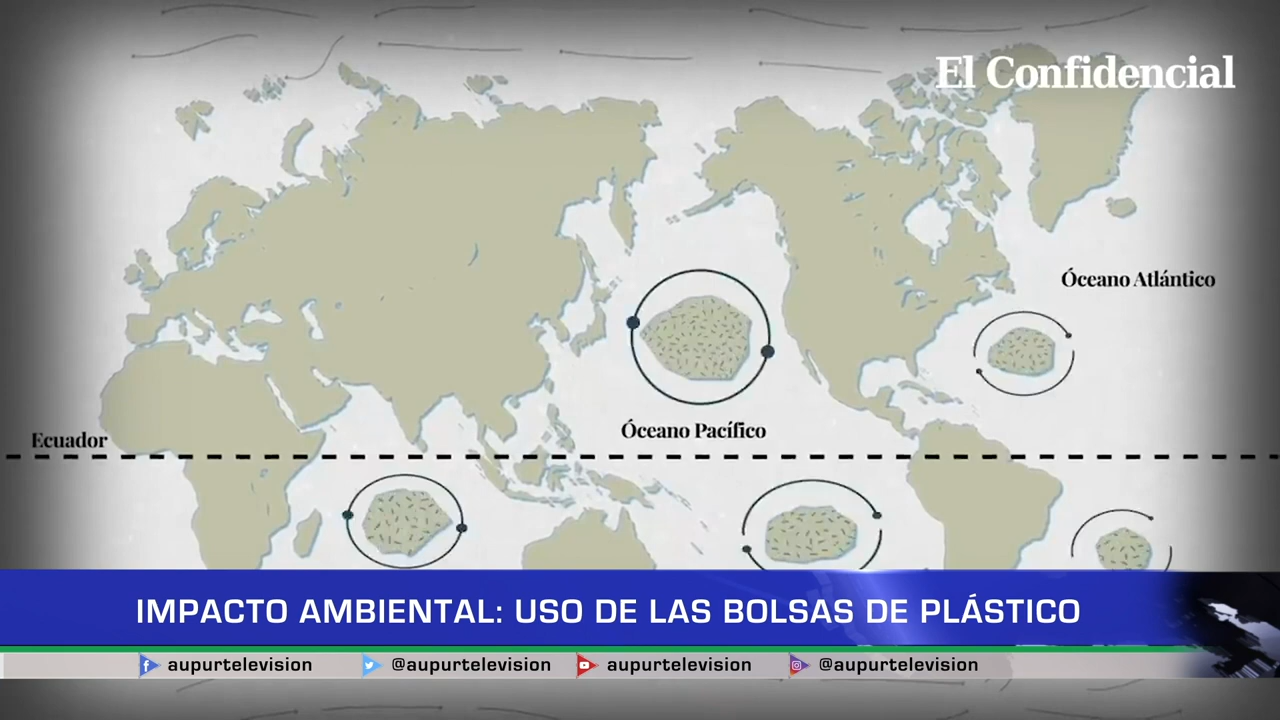 El Confidencial
Óceano Atlántico
Óceano Pacífico
Ecuador
IMPACTO AMBIENTAL: USO DE LAS BOLSAS DE PLÁSTICO
aupurtelevision @aupurtelevision aupurtelevision @aupurtelevision